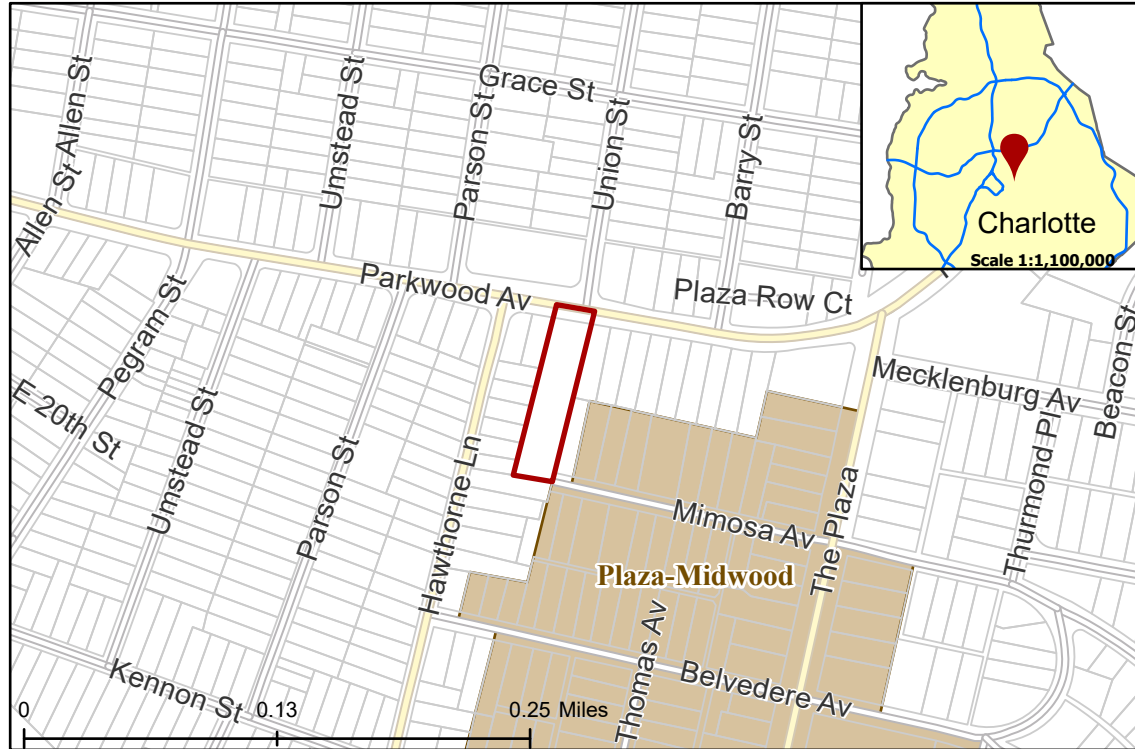 Grace St
Allen St
Allen St
Umstead St
Parson St
Union St
Barry St
Charlotte
Scale 1:1,100,000
Parkwood Av
Plaza Row Ct
Pegram St
Beacon St
Mecklenburg Av
E 20th St
Umstead St
Parson St
Hawthorne Ln
Mimosa Av
The Plaza
Thurmond Pl
Plaza-Midwood
Thomas Av
Belvedere Av
Kennon St
0
0.13
0.25 Miles